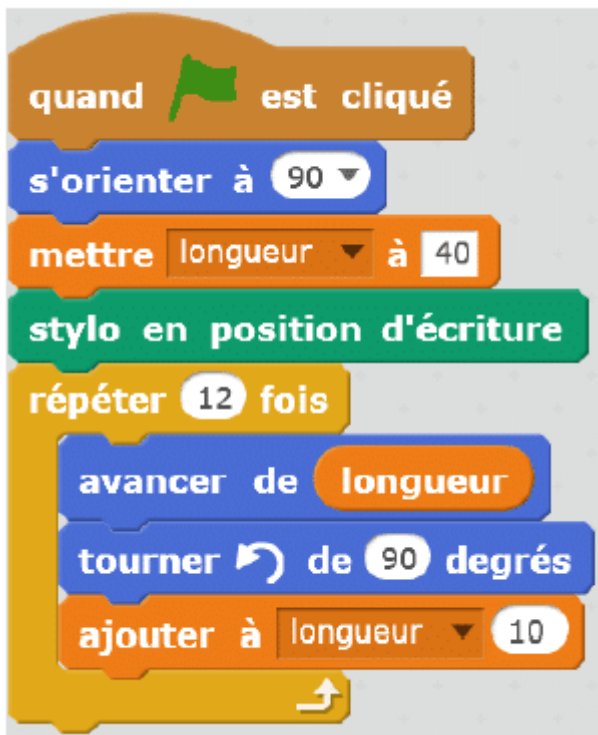 quand est cliqué
s'orienter à 90
mettre longueur à 40
stylo en position d'écriture
répéter 12 fois
avancer de longueur
tourner de 90 degrés
ajouter à longueur 10